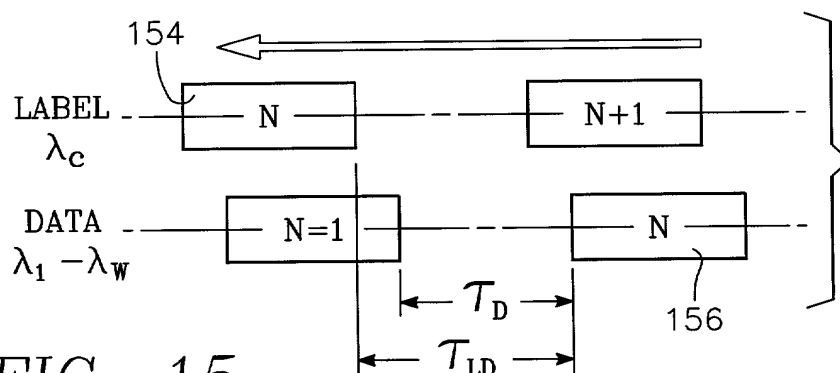 154
LABEL N N+1
λc
DATA N=1 N
λ1 – λW
τD
156
FIG. 15
τLD